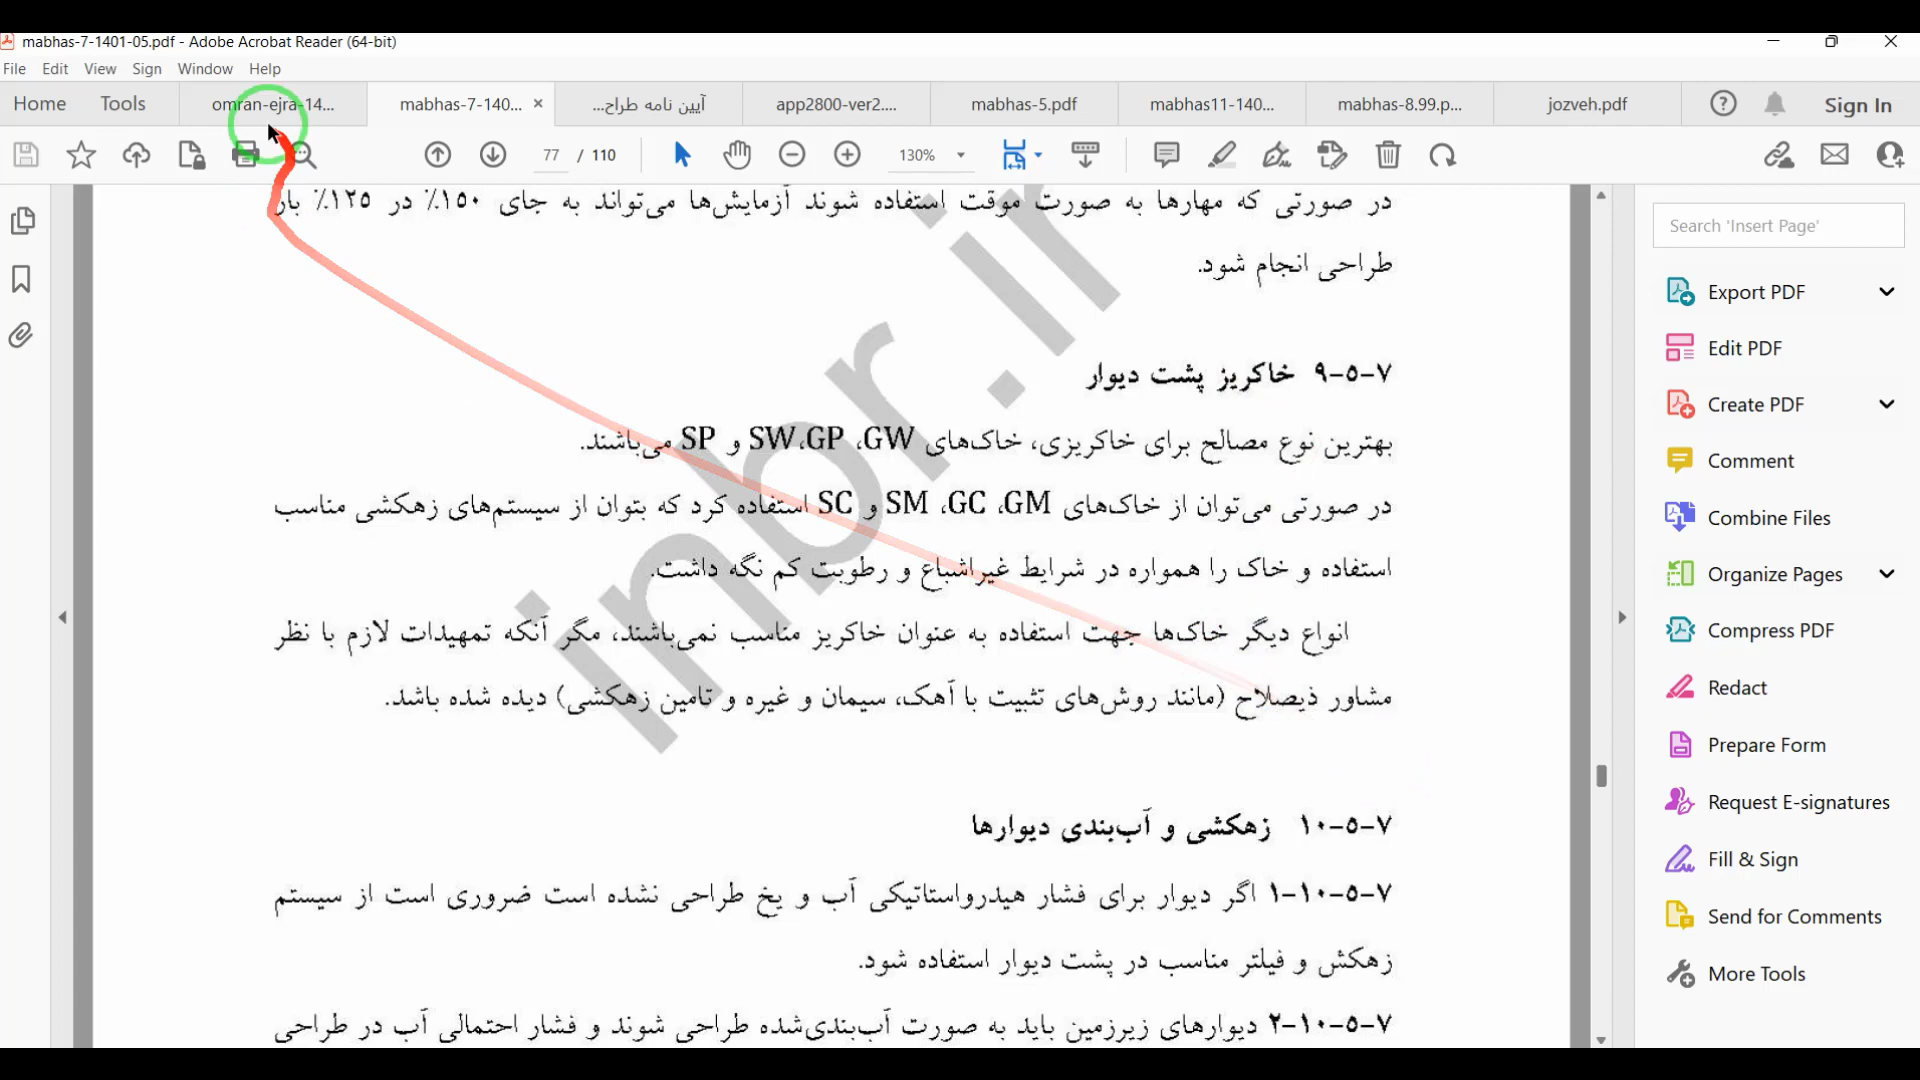 mabhas-7-1401-05.pdf - Adobe Acrobat Reader (64-bit)
File Edit View Sign Window Help
Home Tools omran-ejra-14... mabhas-7-140... آیین نامه طراح... app2800-ver2.... mabhas-5.pdf mabhas11-140... mabhas-8.99.p... jozveh.pdf Sign In
77 / 110 130%
در صورتی که مهارها به صورت موقت استفاده شوند آزمایش‌ها می‌تواند به جای ۱۵۰٪ در ۱۲۵٪ بار
طراحی انجام شود.
۷-۵-۹ خاکریز پشت دیوار
بهترین نوع مصالح برای خاکریزی، خاک‌های GW، GP،SW و SP می‌باشند.
در صورتی می‌توان از خاک‌های GM، GC، SM و SC استفاده کرد که بتوان از سیستم‌های زهکشی مناسب
استفاده و خاک را همواره در شرایط غیراشباع و رطوبت کم نگه داشت.
انواع دیگر خاک‌ها جهت استفاده به عنوان خاکریز مناسب نمی‌باشند، مگر آنکه تمهیدات لازم با نظر
مشاور ذیصلاح (مانند روش‌های تثبیت با آهک، سیمان و غیره و تامین زهکشی) دیده شده باشد.
۷-۵-۱۰ زهکشی و آب‌بندی دیوارها
۷-۵-۱۰-۱ اگر دیوار برای فشار هیدرواستاتیکی آب و یخ طراحی نشده است ضروری است از سیستم
زهکش و فیلتر مناسب در پشت دیوار استفاده شود.
۷-۵-۱۰-۲ دیوارهای زیرزمین باید به صورت آب‌بندی‌شده طراحی شوند و فشار احتمالی آب در طراحی
inbr.ir
Search 'Insert Page'
Export PDF
Edit PDF
Create PDF
Comment
Combine Files
Organize Pages
Compress PDF
Redact
Prepare Form
Request E-signatures
Fill & Sign
Send for Comments
More Tools